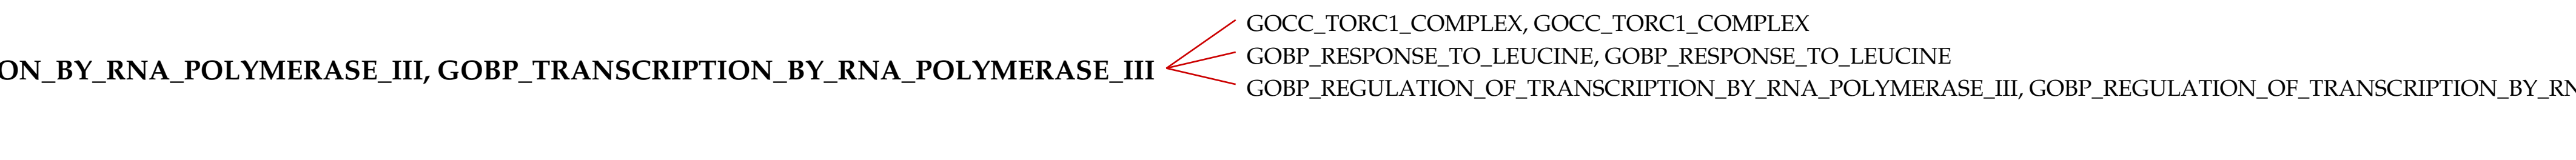 GOCC_TORC1_COMPLEX, GOCC_TORC1_COMPLEX
GOBP_RESPONSE_TO_LEUCINE, GOBP_RESPONSE_TO_LEUCINE
ON_BY_RNA_POLYMERASE_III, GOBP_TRANSCRIPTION_BY_RNA_POLYMERASE_III
GOBP_REGULATION_OF_TRANSCRIPTION_BY_RNA_POLYMERASE_III, GOBP_REGULATION_OF_TRANSCRIPTION_BY_RN